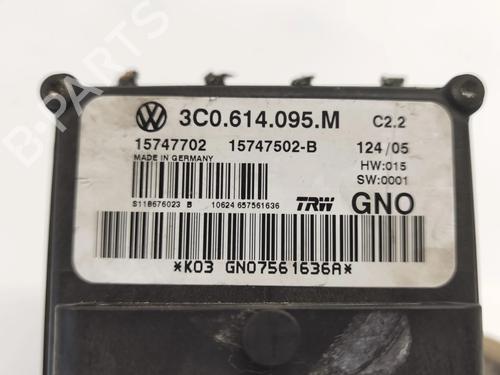 3C0.614.095.M C2.2
15747702 15747502-B 124/05
MADE IN GERMANY HW:015
SW:0001
S118676023 B 10624 657561636 TRW GNO
*K03 GNO7561636A*
B-PARTS